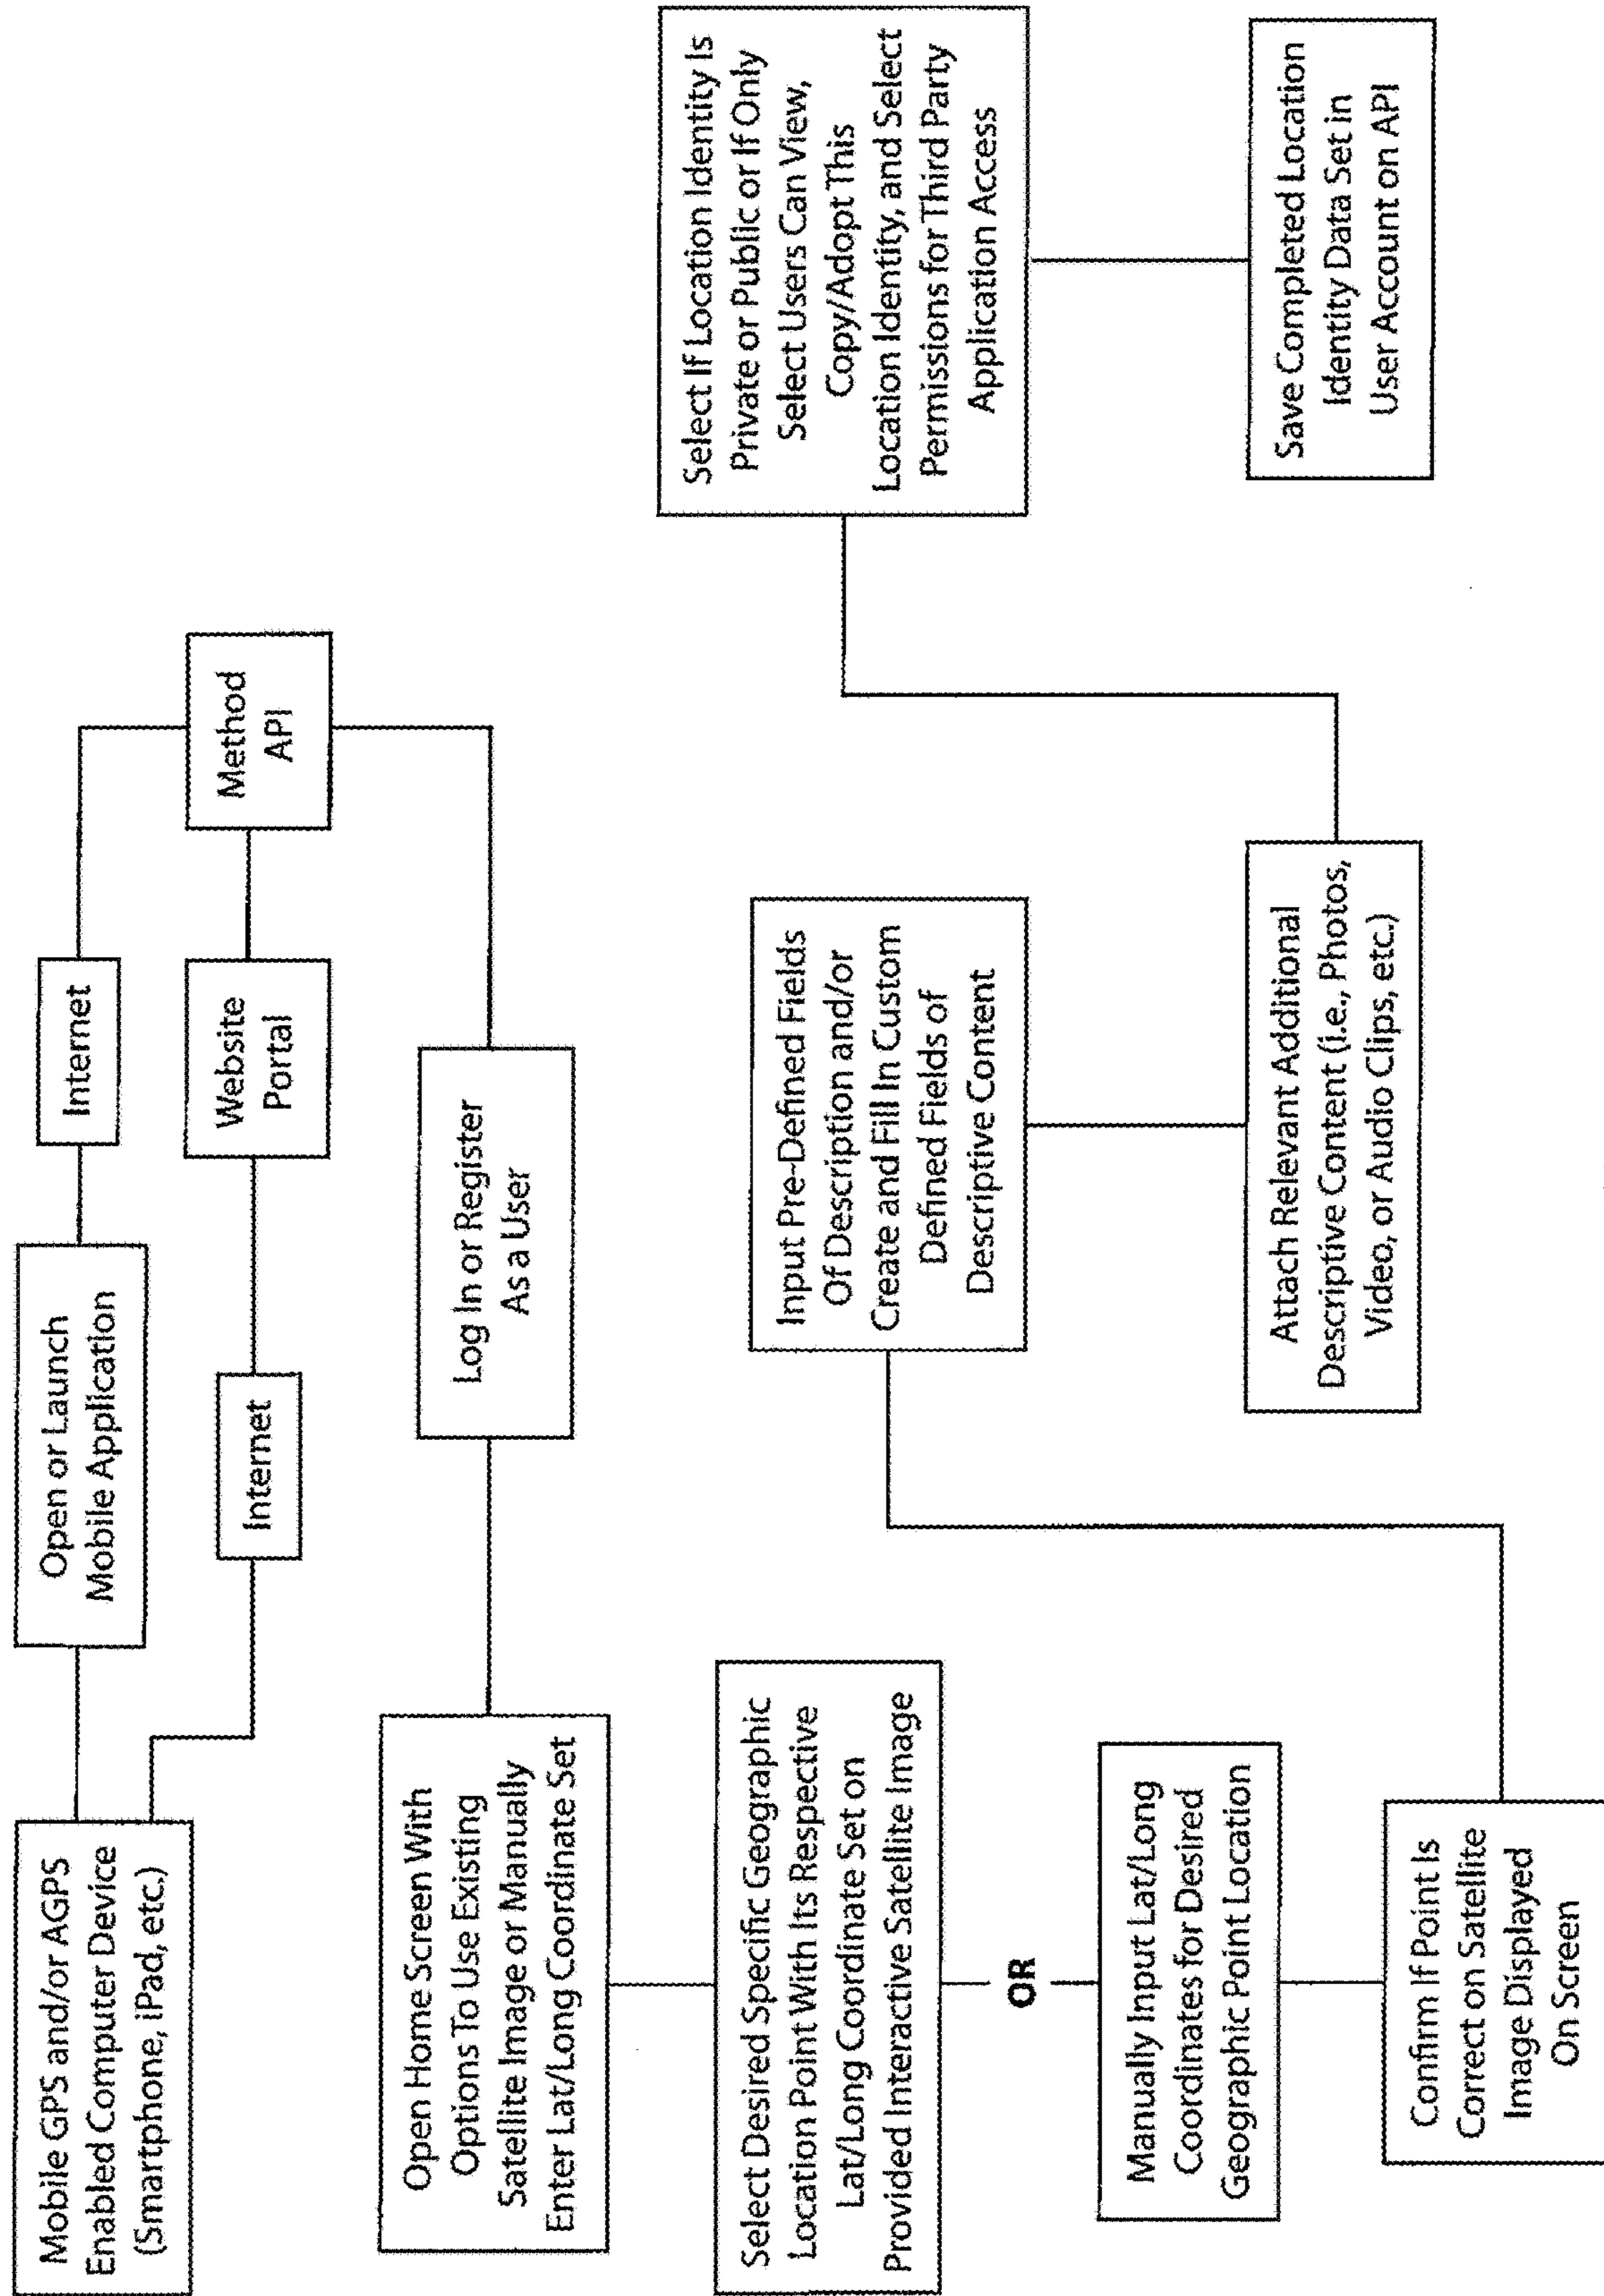 Mobile GPS and/or AGPS
Enabled Computer Device
(Smartphone, iPad, etc.)
Open or Launch
Mobile Application
Internet
Internet
Website
Portal
Method
API
Log In or Register
As a User
Open Home Screen With
Options To Use Existing
Satellite Image or Manually
Enter Lat/Long Coordinate Set
Select Desired Specific Geographic
Location Point With Its Respective
Lat/Long Coordinate Set on
Provided Interactive Satellite Image
OR
Manually Input Lat/Long
Coordinates for Desired
Geographic Point Location
Confirm If Point Is
Correct on Satellite
Image Displayed
On Screen
Input Pre-Defined Fields
Of Description and/or
Create and Fill In Custom
Defined Fields of
Descriptive Content
Attach Relevant Additional
Descriptive Content (i.e., Photos,
Video, or Audio Clips, etc.)
Select If Location Identity Is
Private or Public or If Only
Select Users Can View,
Copy/Adopt This
Location Identity, and Select
Permissions for Third Party
Application Access
Save Completed Location
Identity Data Set in
User Account on API